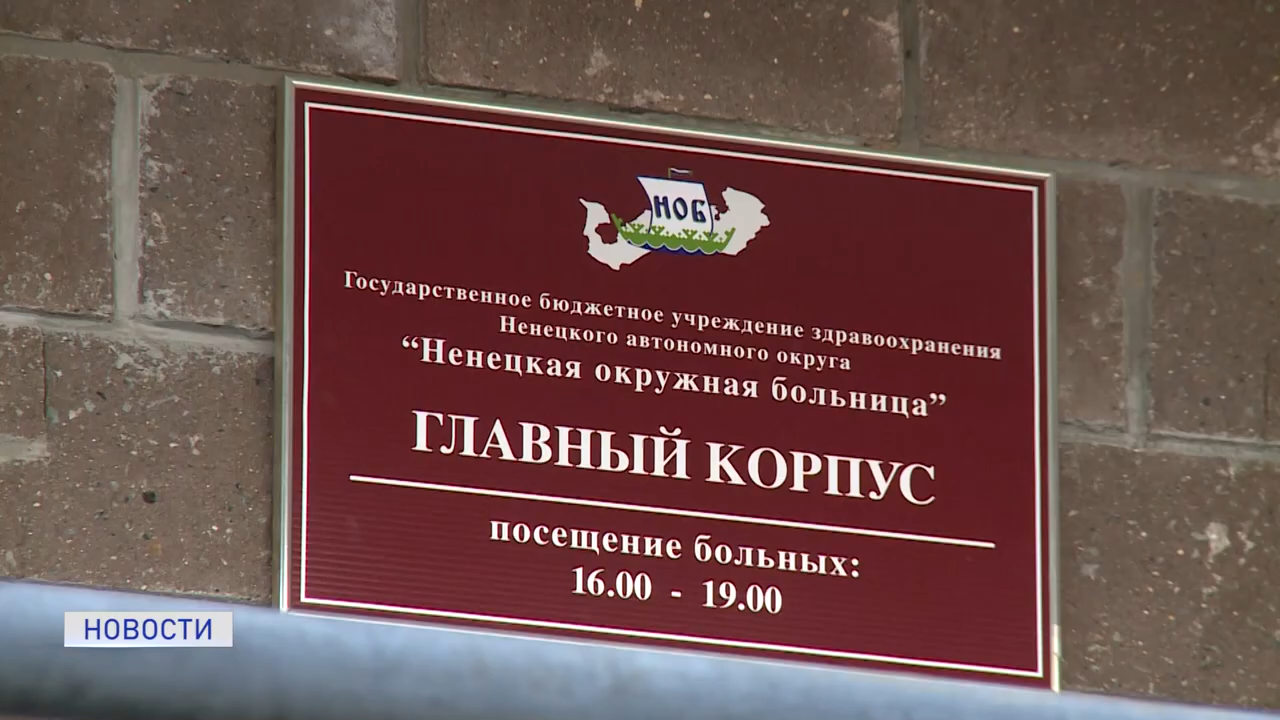 НОБ
Государственное бюджетное учреждение здравоохранения
Ненецкого автономного округа
“Ненецкая окружная больница”
ГЛАВНЫЙ КОРПУС
посещение больных:
16.00 - 19.00
НОВОСТИ